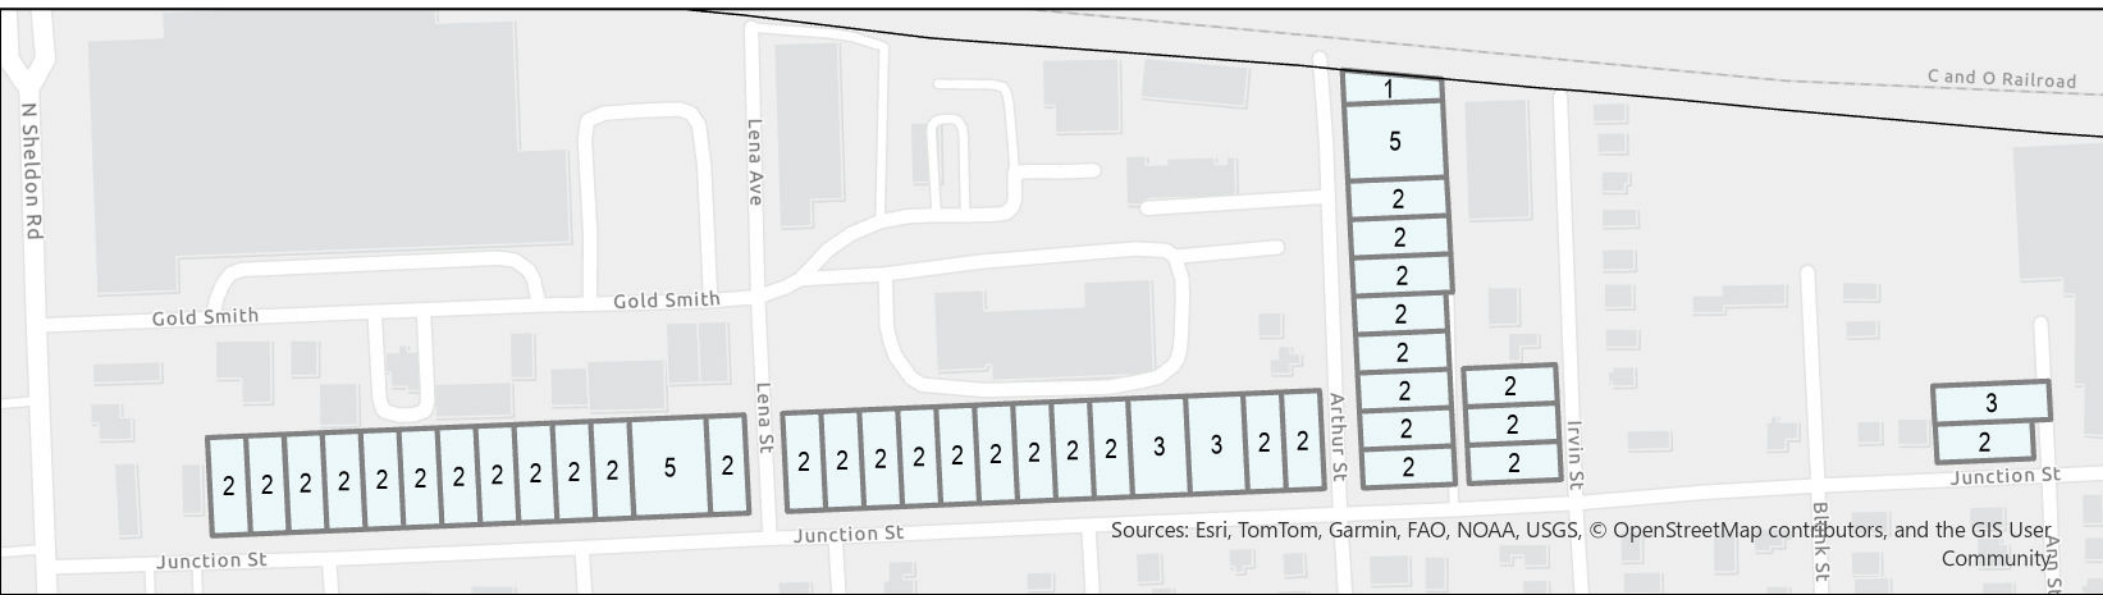 C and O Railroad
N Sheldon Rd
Lena Ave
1
5
2
2
2
2
2
2
2
2
Gold Smith
Gold Smith
Lena St
Arthur St
Irvin St
2
2
2
3
2
2 2 2 2 2 2 2 2 2 2 2 5 2
2 2 2 2 2 2 2 2 2 3 3 2 2
Junction St
Junction St
Junction St
Blunk St
Ann St
Sources: Esri, TomTom, Garmin, FAO, NOAA, USGS, © OpenStreetMap contributors, and the GIS User
Community